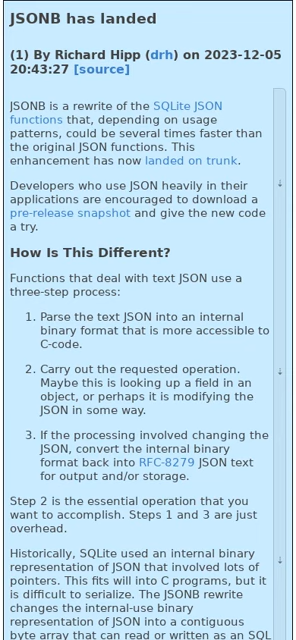 JSONB has landed
(1) By Richard Hipp (drh) on 2023-12-05
20:43:27 [source]
JSONB is a rewrite of the SQLite JSON
functions that, depending on usage
patterns, could be several times faster than
the original JSON functions. This
enhancement has now landed on trunk.
Developers who use JSON heavily in their
applications are encouraged to download a
pre-release snapshot and give the new code
a try.
How Is This Different?
Functions that deal with text JSON use a
three-step process:
1. Parse the text JSON into an internal
binary format that is more accessible to
C-code.
2. Carry out the requested operation.
Maybe this is looking up a field in an
object, or perhaps it is modifying the
JSON in some way.
3. If the processing involved changing the
JSON, convert the internal binary
format back into RFC-8279 JSON text
for output and/or storage.
Step 2 is the essential operation that you
want to accomplish. Steps 1 and 3 are just
overhead.
Historically, SQLite used an internal binary
representation of JSON that involved lots of
pointers. This fits will into C programs, but it
is difficult to serialize. The JSONB rewrite
changes the internal-use binary
representation of JSON into a contiguous
byte array that can read or written as an SQL